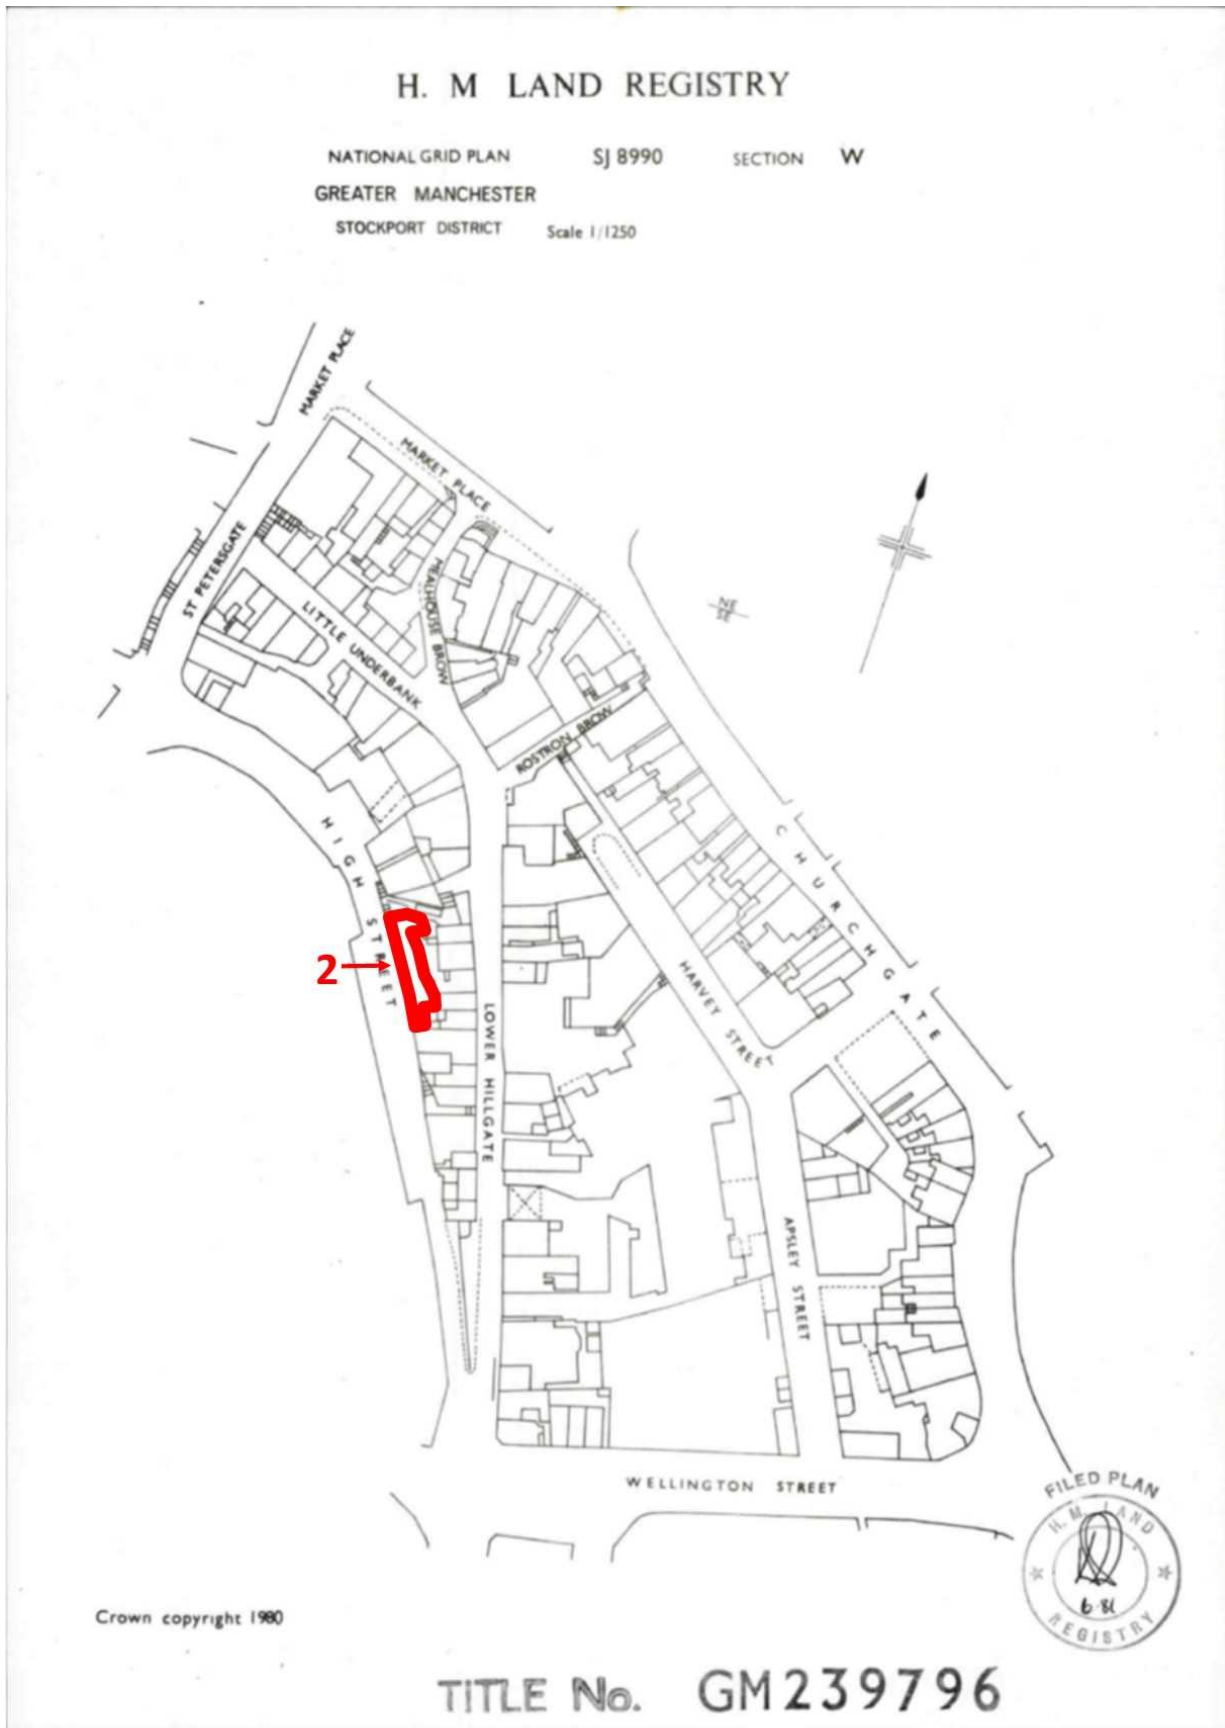 H. M LAND REGISTRY
NATIONAL GRID PLAN SJ 8990 SECTION W
GREATER MANCHESTER
STOCKPORT DISTRICT Scale 1/1250
MARKET PLACE
MARKET PLACE
ST PETERSGATE
MEALHOUSE BROW
LITTLE UNDERBANK
ROSTRON BROW
HIGH STREET
CHURCHGATE
2
HARVEY STREET
LOWER HILLGATE
APSLEY STREET
WELLINGTON STREET
FILED PLAN
H.M. LAND
6·81
REGISTRY
Crown copyright 1980
TITLE No. GM239796